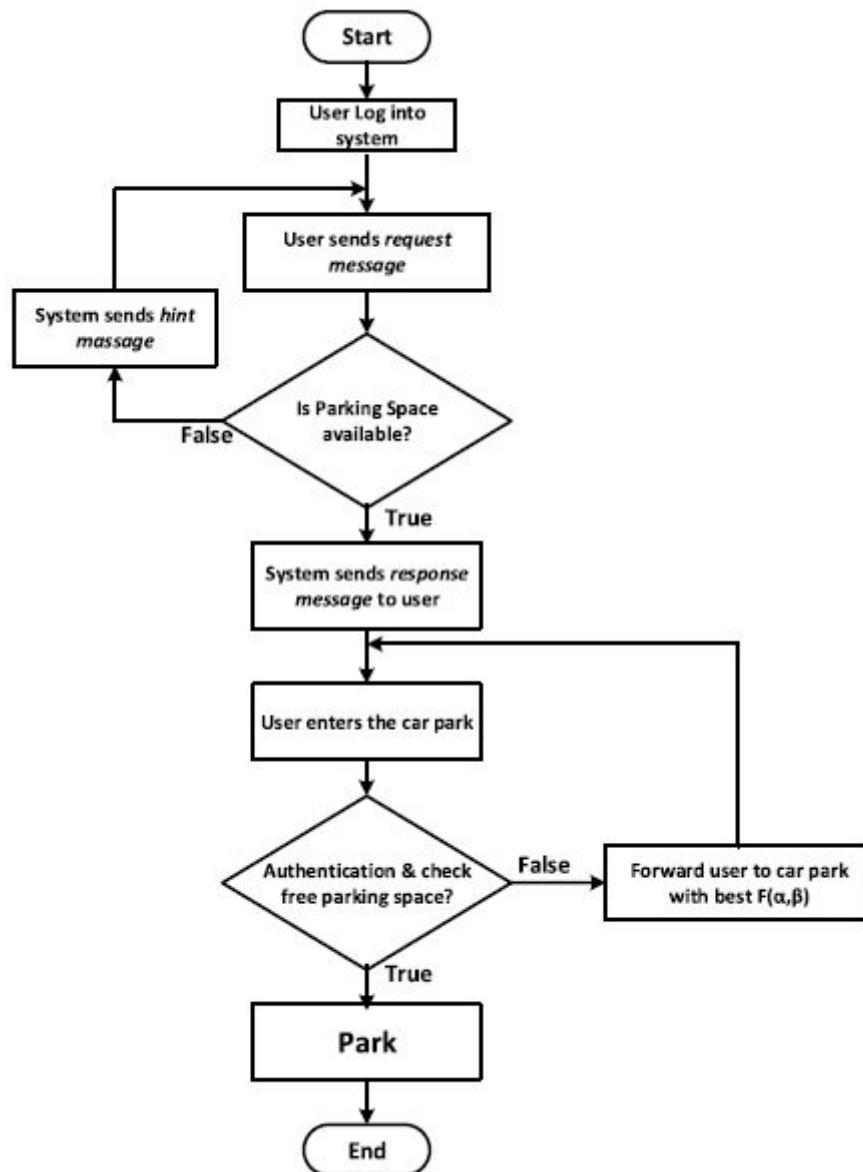 Start
User Log into
system
User sends request
message
System sends hint
massage
Is Parking Space
available?
False
True
System sends response
message to user
User enters the car park
Authentication & check
free parking space?
False
Forward user to car park
with best F(α,β)
True
Park
End